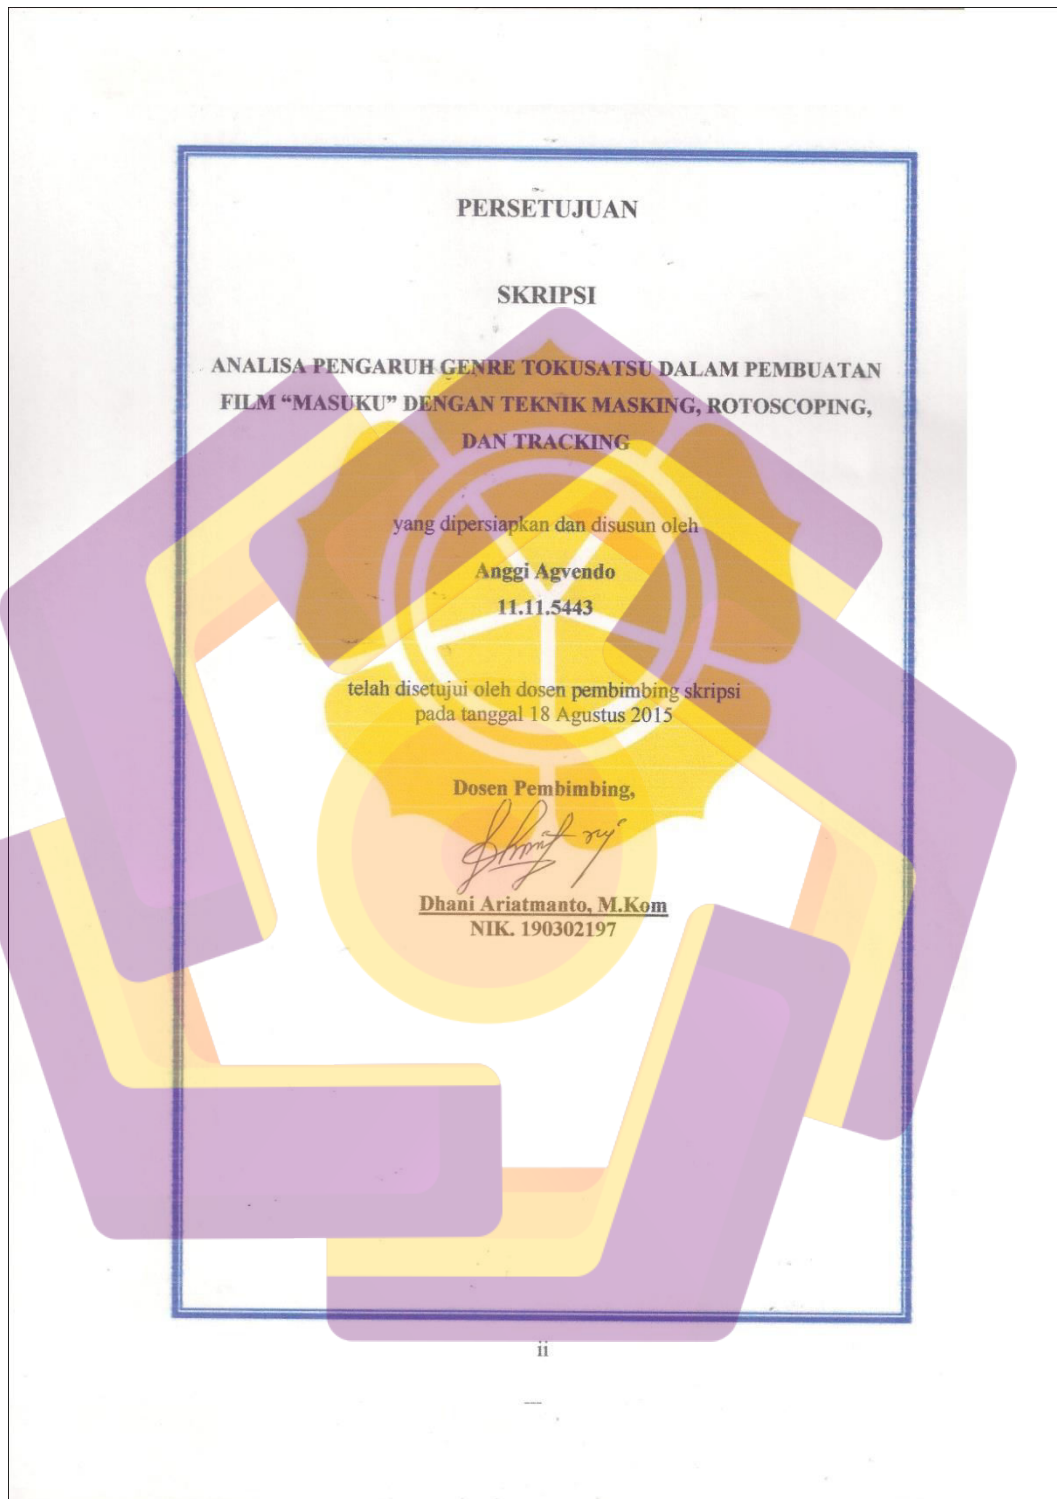 PERSETUJUAN
SKRIPSI
ANALISA PENGARUH GENRE TOKUSATSU DALAM PEMBUATAN
FILM “MASUKU” DENGAN TEKNIK MASKING, ROTOSCOPING,
DAN TRACKING
yang dipersiapkan dan disusun oleh
Anggi Agvendo
11.11.5443
telah disetujui oleh dosen pembimbing skripsi
pada tanggal 18 Agustus 2015
Dosen Pembimbing,
Dhani Ariatmanto, M.Kom
NIK. 190302197
ii